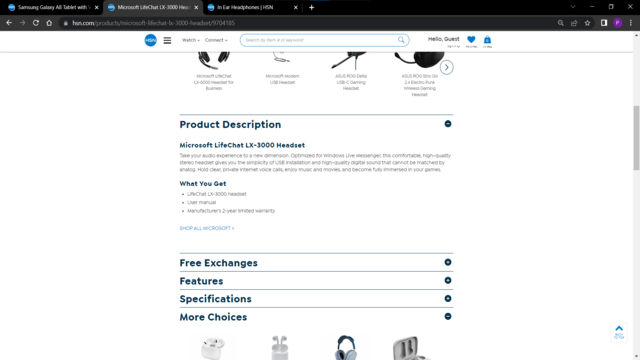 Samsung Galaxy A8 Tablet with V
Microsoft LifeChat LX-3000 Head
In Ear Headphones | HSN
hsn.com/products/microsoft-lifechat-lx-3000-headset/9704185
P
HSN
Watch
Connect
Search by item # or keyword
Hello, Guest
Microsoft LifeChat
LX-6000 Headset for
Business
Microsoft Modern
USB Headset
ASUS ROG Delta
USB-C Gaming
Headset
ASUS ROG Strix Go
2.4 Electro Punk
Wireless Gaming
Headset
Product Description
Microsoft LifeChat LX-3000 Headset
Take your audio experience to a new dimension. Optimized for Windows Live Messenger, this comfortable, high-quality
stereo headset gives you the simplicity of USB installation and high-quality digital sound that cannot be matched by
analog. Hold clear, private Internet voice calls, enjoy music and movies, and become fully immersed in your games.
What You Get
• LifeChat LX-3000 headset
• User manual
• Manufacturer's 2-year limited warranty
SHOP ALL MICROSOFT >
Free Exchanges
Features
Specifications
More Choices
BACK
TO TOP